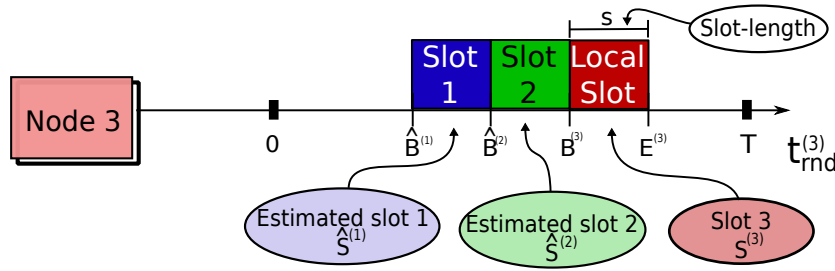 s
Slot-length
Slot 1
Slot 2
Local Slot
Node 3
0
B̂⁽¹⁾
B̂⁽²⁾
B⁽³⁾
E⁽³⁾
T
t_rnd⁽³⁾
Estimated slot 1
Ŝ⁽¹⁾
Estimated slot 2
Ŝ⁽²⁾
Slot 3
S⁽³⁾